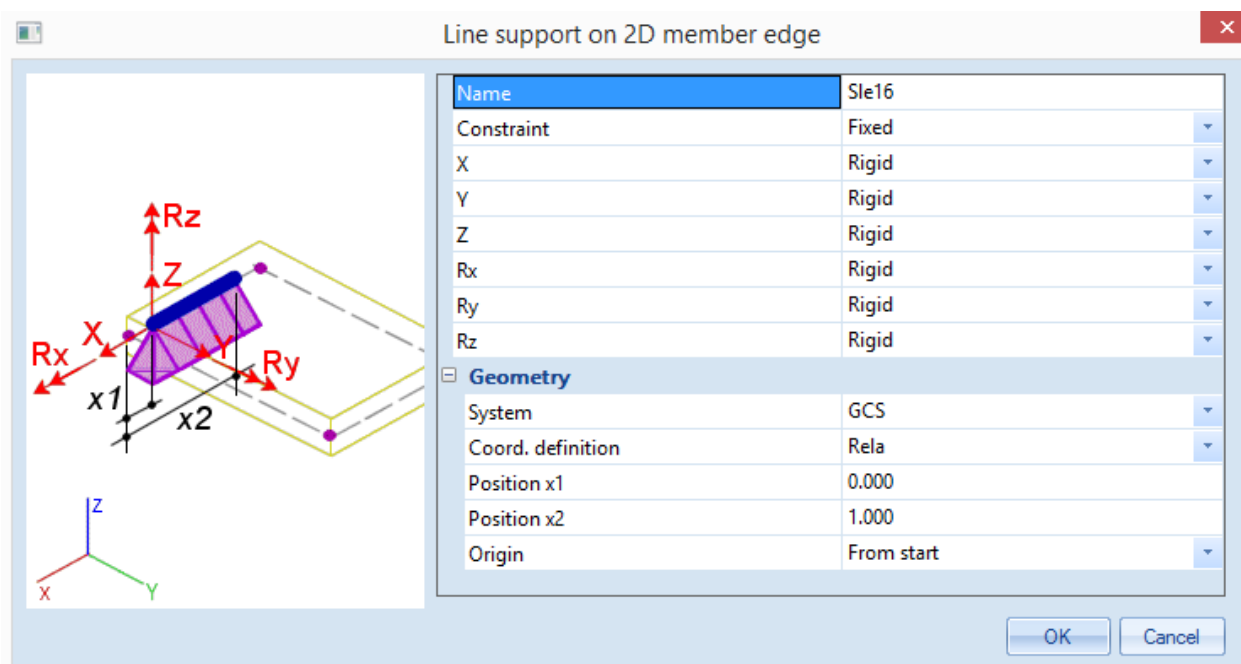 Line support on 2D member edge
Name Sle16
Constraint Fixed
X Rigid
Y Rigid
Z Rigid
Rx Rigid
Ry Rigid
Rz Rigid
Geometry
System GCS
Coord. definition Rela
Position x1 0.000
Position x2 1.000
Origin From start
Rz
Z
X
Rx
Y
Ry
x1
x2
Z
X
Y
OK Cancel